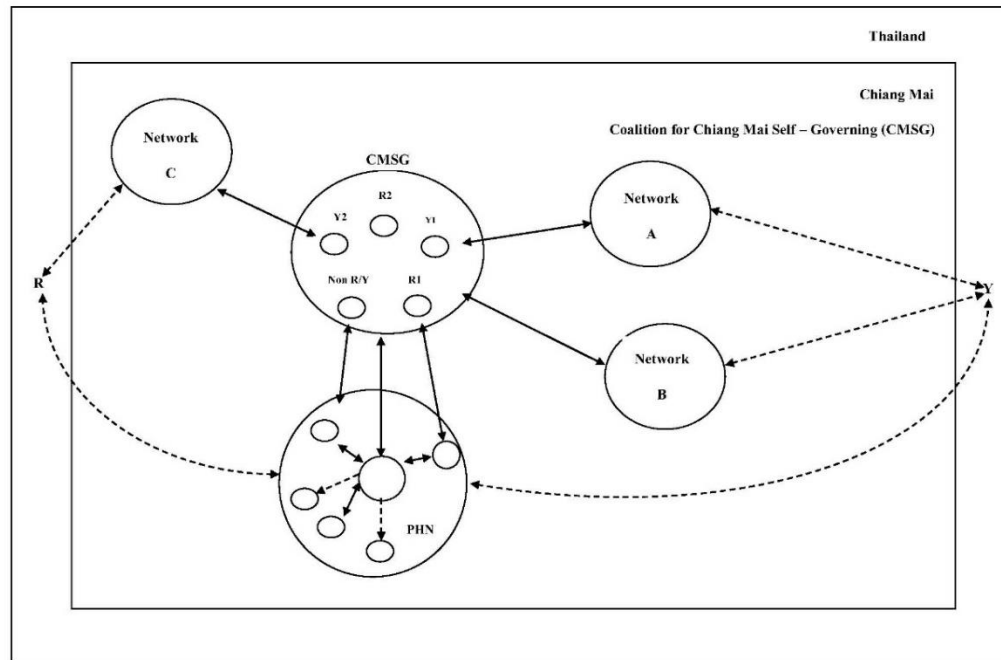 Thailand
Chiang Mai
Coalition for Chiang Mai Self – Governing (CMSG)
Network
C
CMSG
R2
Y2
Y1
Network
A
Non R/Y
R1
R
Y
Network
B
PHN